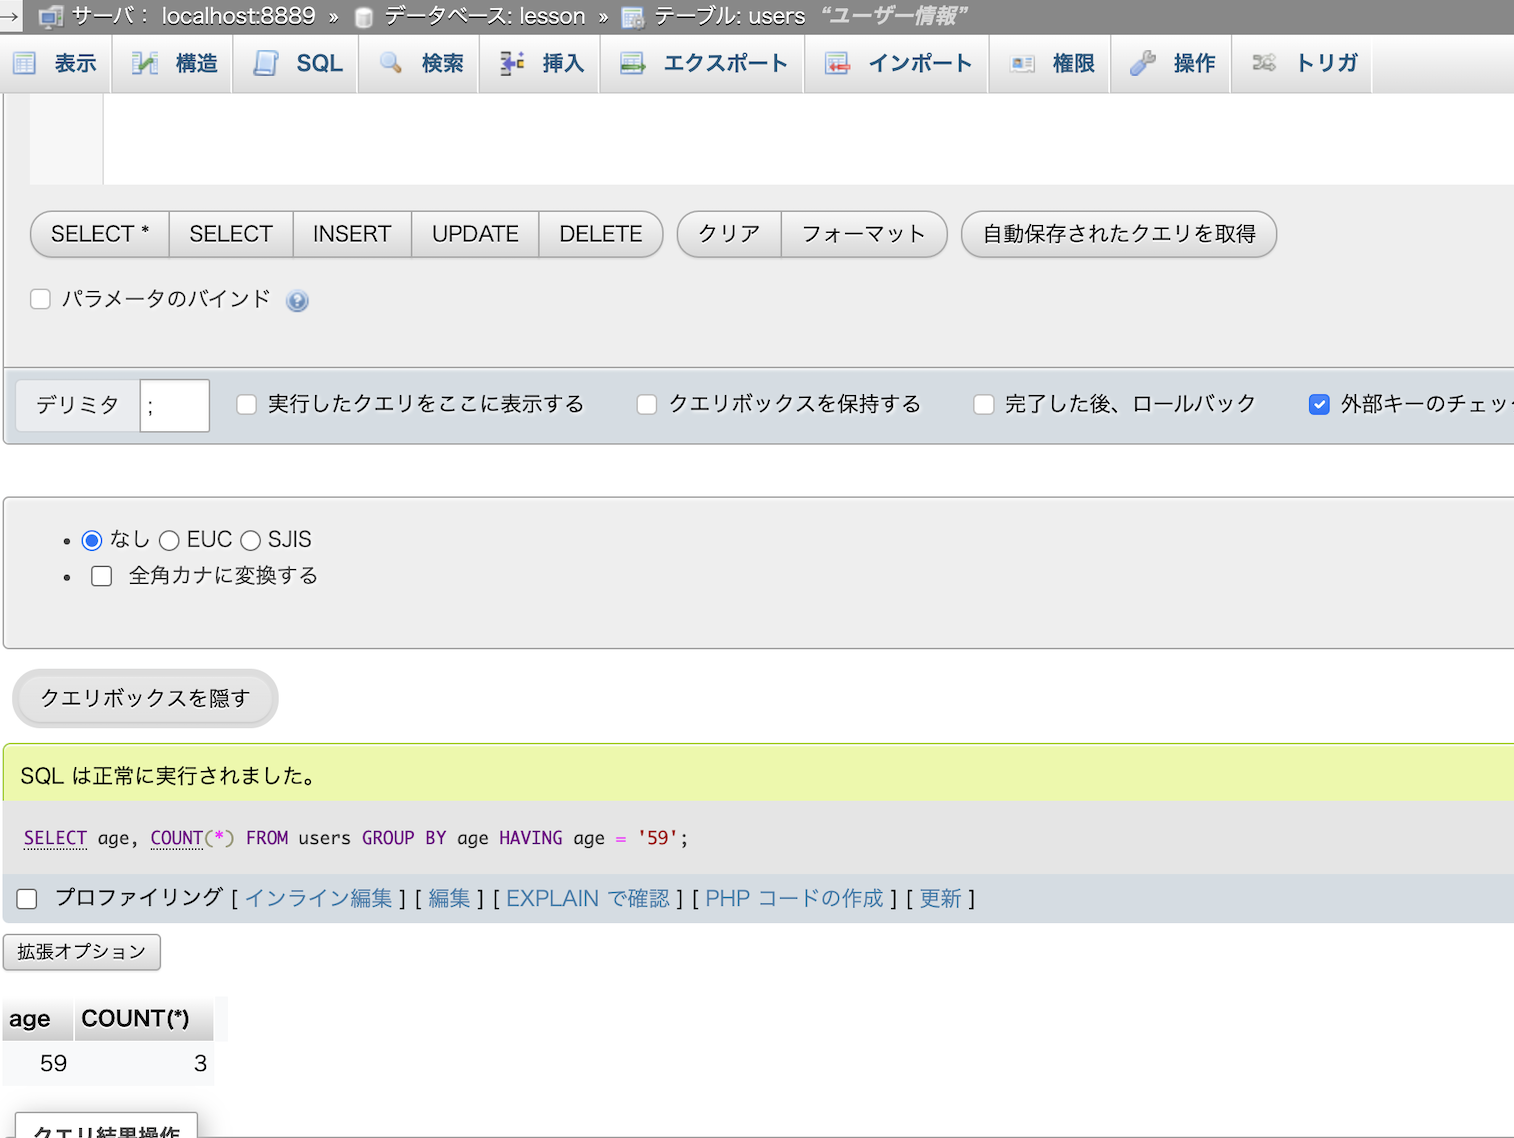 サーバ： localhost:8889 » データベース: lesson » テーブル: users “ユーザー情報”
表示 構造 SQL 検索 挿入 エクスポート インポート 権限 操作 トリガ
SELECT * SELECT INSERT UPDATE DELETE クリア フォーマット 自動保存されたクエリを取得
パラメータのバインド
デリミタ ; 実行したクエリをここに表示する クエリボックスを保持する 完了した後、ロールバック 外部キーのチェッ
なし EUC SJIS
全角カナに変換する
クエリボックスを隠す
SQL は正常に実行されました。
SELECT age, COUNT(*) FROM users GROUP BY age HAVING age = '59';
プロファイリング [ インライン編集 ] [ 編集 ] [ EXPLAIN で確認 ] [ PHP コードの作成 ] [ 更新 ]
拡張オプション
age COUNT(*)
59 3
クエリ結果操作